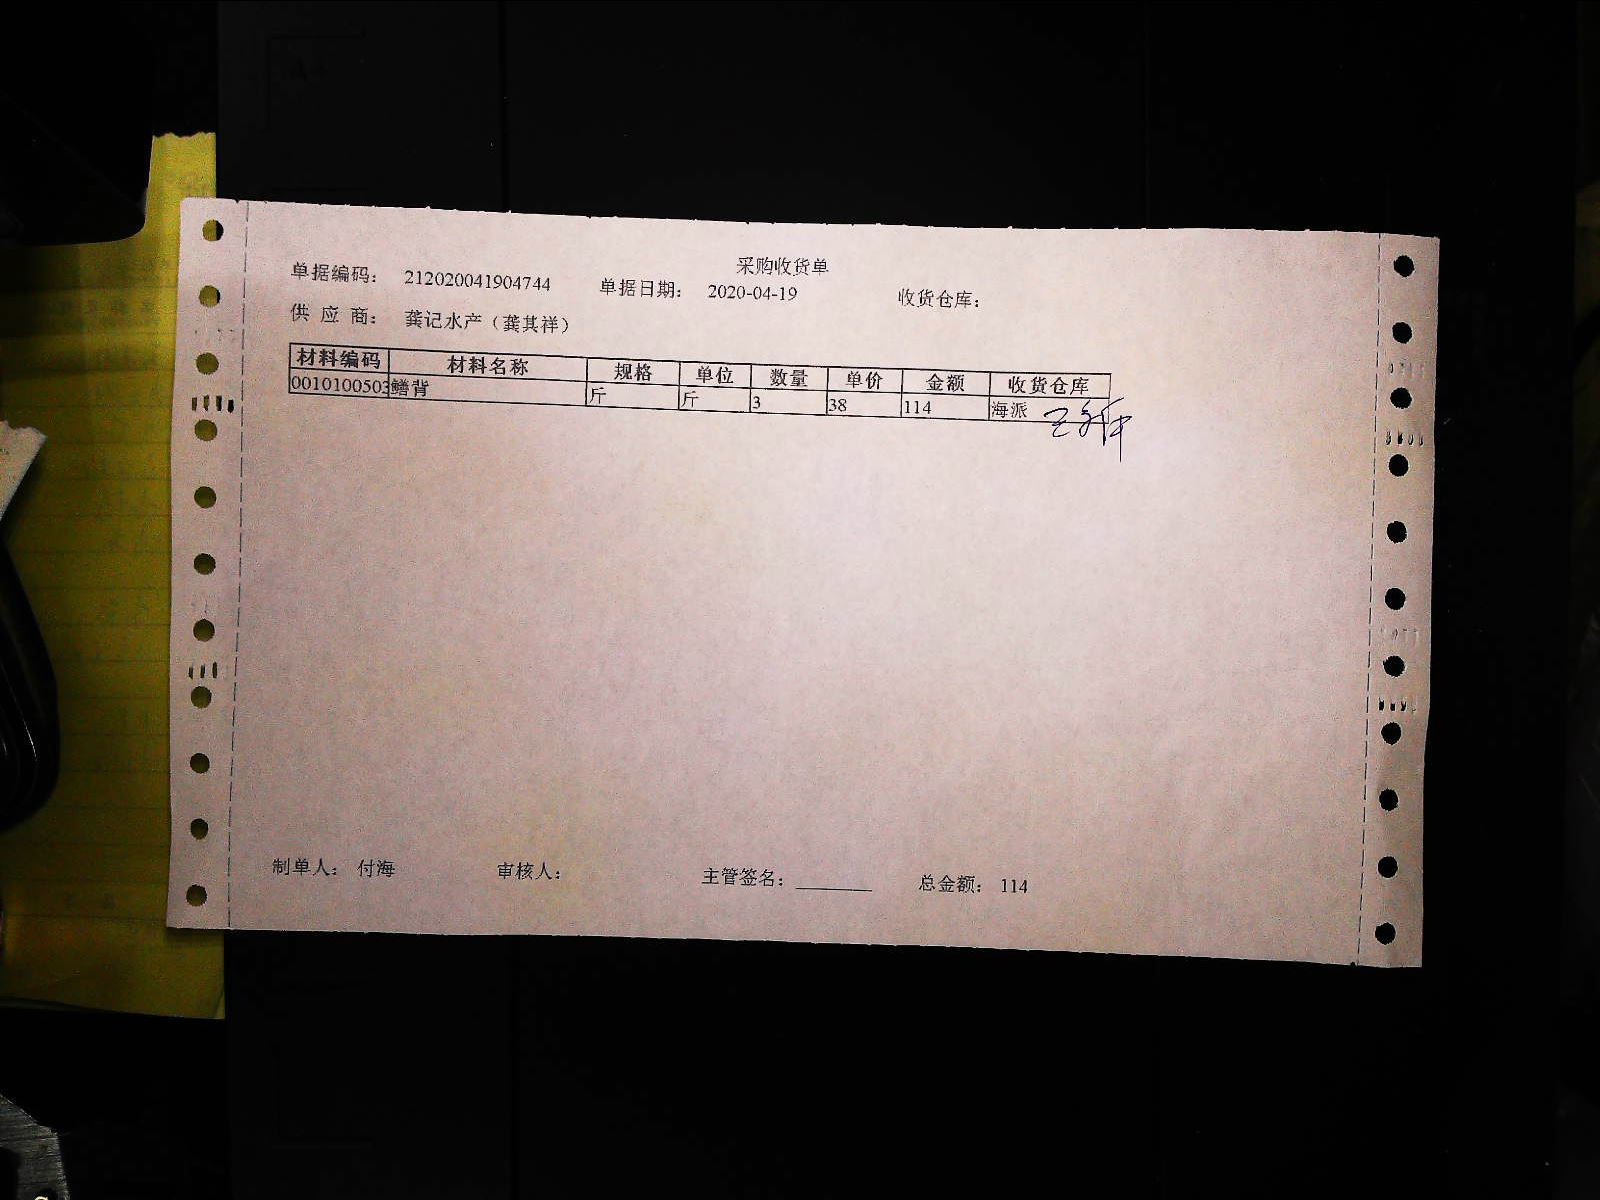 采购收货单
单据编码： 212020041904744 单据日期： 2020-04-19 收货仓库：
供 应 商： 龚记水产（龚其祥）
材料编码 材料名称 规格 单位 数量 单价 金额 收货仓库
0010100503 鳝背 斤 斤 3 38 114 海派
制单人： 付海 审核人： 主管签名：________ 总金额： 114